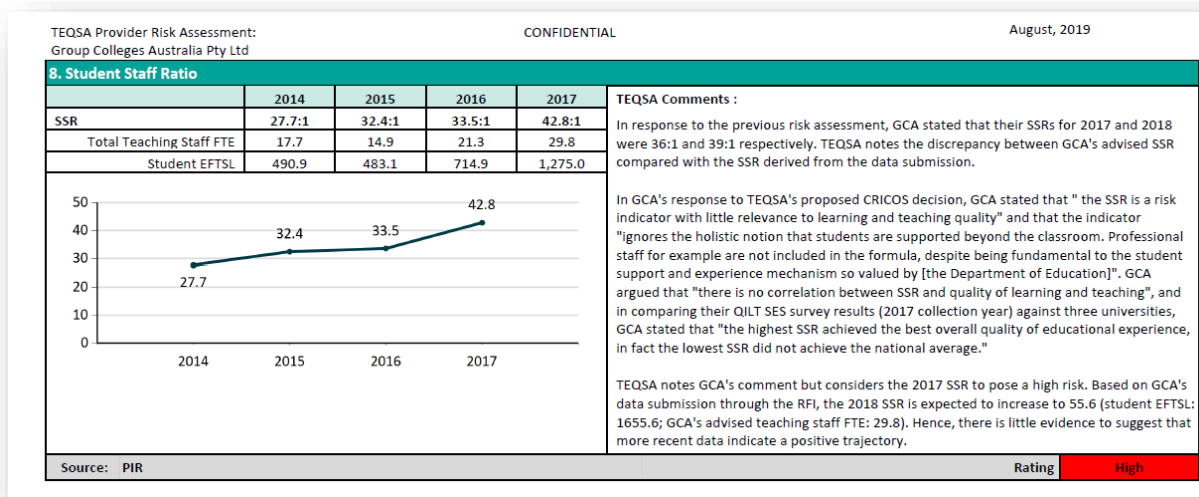 TEQSA Provider Risk Assessment:
Group Colleges Australia Pty Ltd
CONFIDENTIAL
August, 2019
8. Student Staff Ratio
2014 2015 2016 2017
SSR 27.7:1 32.4:1 33.5:1 42.8:1
Total Teaching Staff FTE 17.7 14.9 21.3 29.8
Student EFTSL 490.9 483.1 714.9 1,275.0
50
40
30
20
10
0
27.7
32.4
33.5
42.8
2014 2015 2016 2017
TEQSA Comments :
In response to the previous risk assessment, GCA stated that their SSRs for 2017 and 2018
were 36:1 and 39:1 respectively. TEQSA notes the discrepancy between GCA's advised SSR
compared with the SSR derived from the data submission.
In GCA's response to TEQSA's proposed CRICOS decision, GCA stated that " the SSR is a risk
indicator with little relevance to learning and teaching quality" and that the indicator
"ignores the holistic notion that students are supported beyond the classroom. Professional
staff for example are not included in the formula, despite being fundamental to the student
support and experience mechanism so valued by [the Department of Education]". GCA
argued that "there is no correlation between SSR and quality of learning and teaching", and
in comparing their QILT SES survey results (2017 collection year) against three universities,
GCA stated that "the highest SSR achieved the best overall quality of educational experience,
in fact the lowest SSR did not achieve the national average."
TEQSA notes GCA's comment but considers the 2017 SSR to pose a high risk. Based on GCA's
data submission through the RFI, the 2018 SSR is expected to increase to 55.6 (student EFTSL:
1655.6; GCA's advised teaching staff FTE: 29.8). Hence, there is little evidence to suggest that
more recent data indicate a positive trajectory.
Source: PIR
Rating High